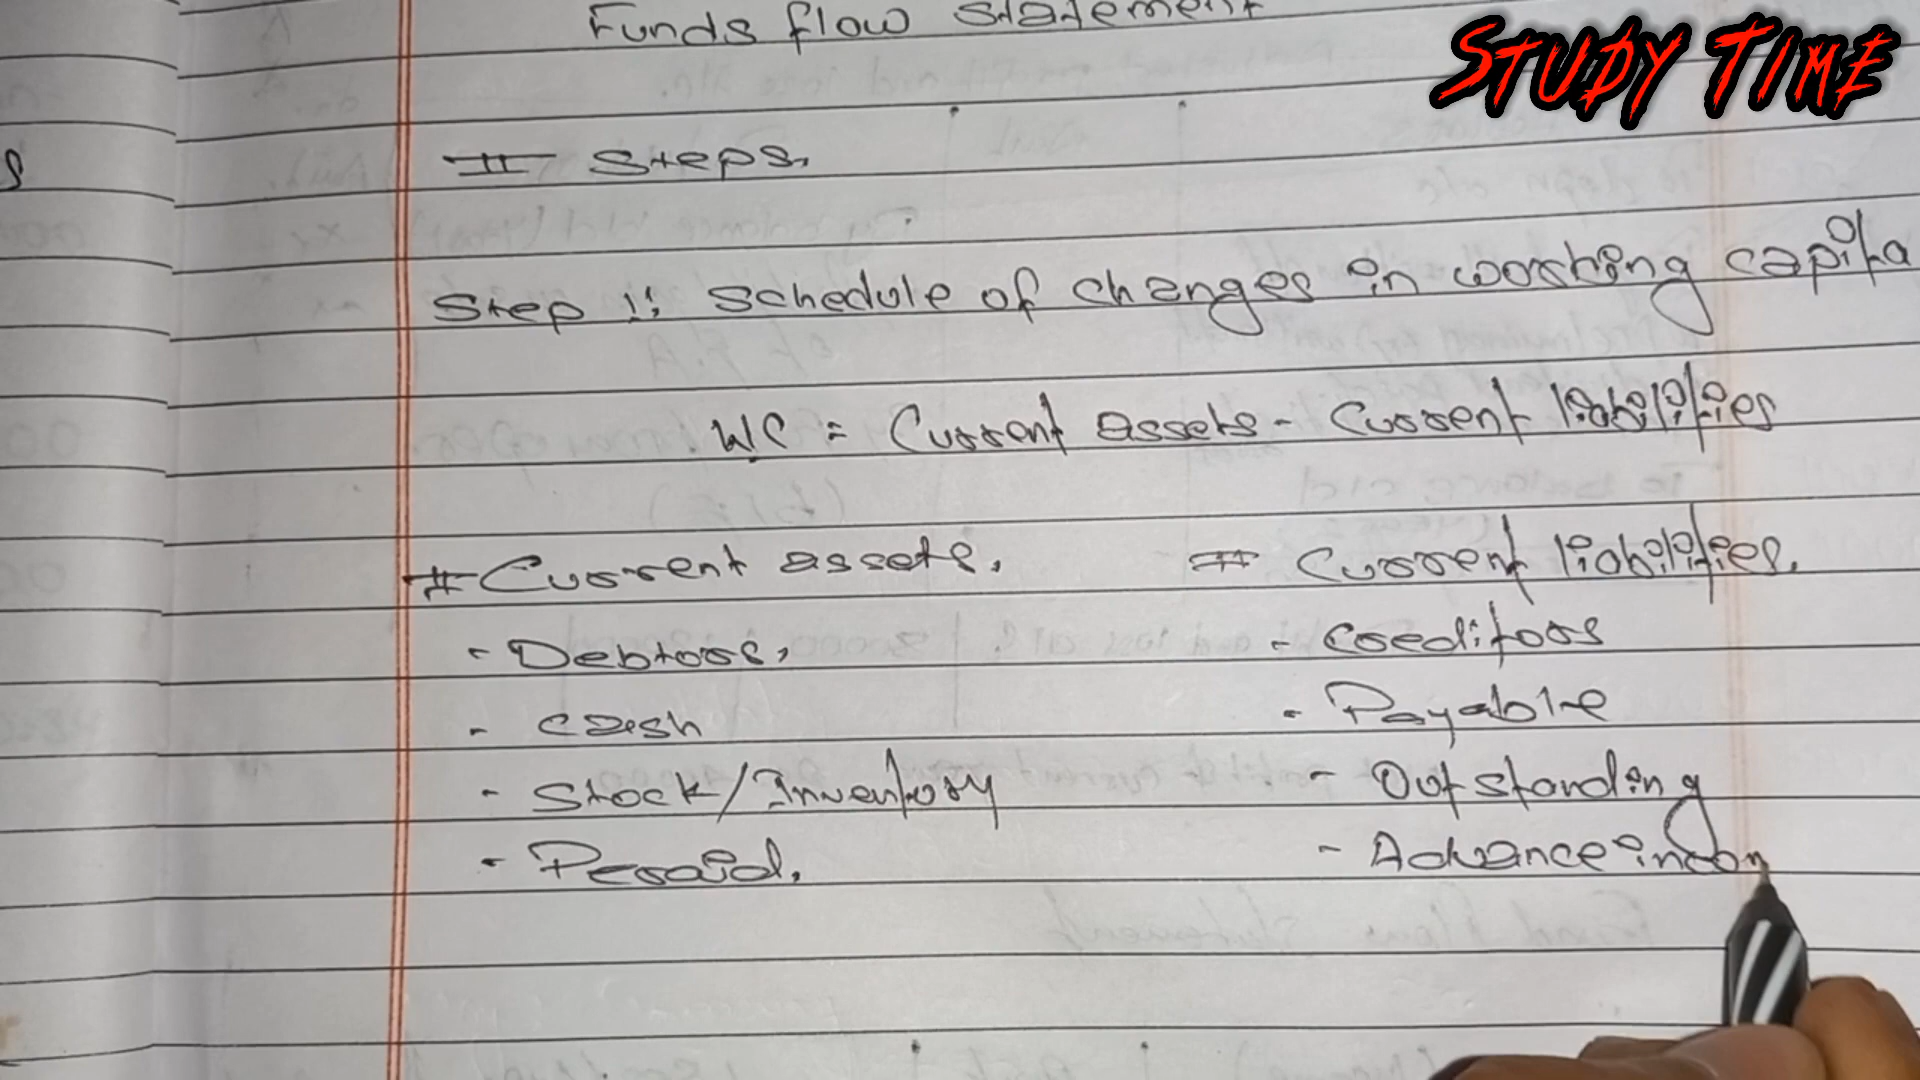 Funds flow statement
STUDY TIME
# Steps.
Step 1: Schedule of changes in working capita
WC = Current assets - Current liabilities
# Current assets. # Current liabilities.
- Debtors, - Creditors
- Cash - Payable
- Stock/Inventory - Outstanding
- Peraid. - Advance incom